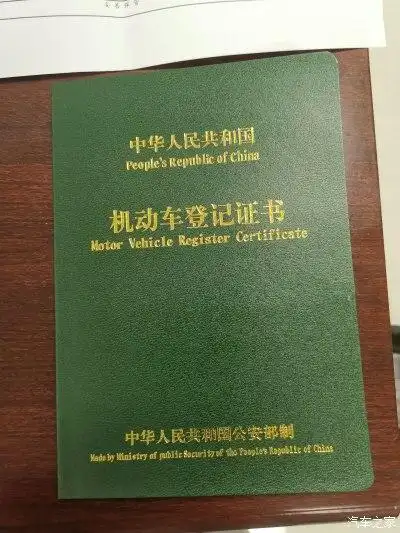 中华人民共和国
People's Republic of China
机动车登记证书
Motor Vehicle Register Certificate
中华人民共和国公安部制
Made by Ministry of public Security of the People's Republic of China
汽车之家